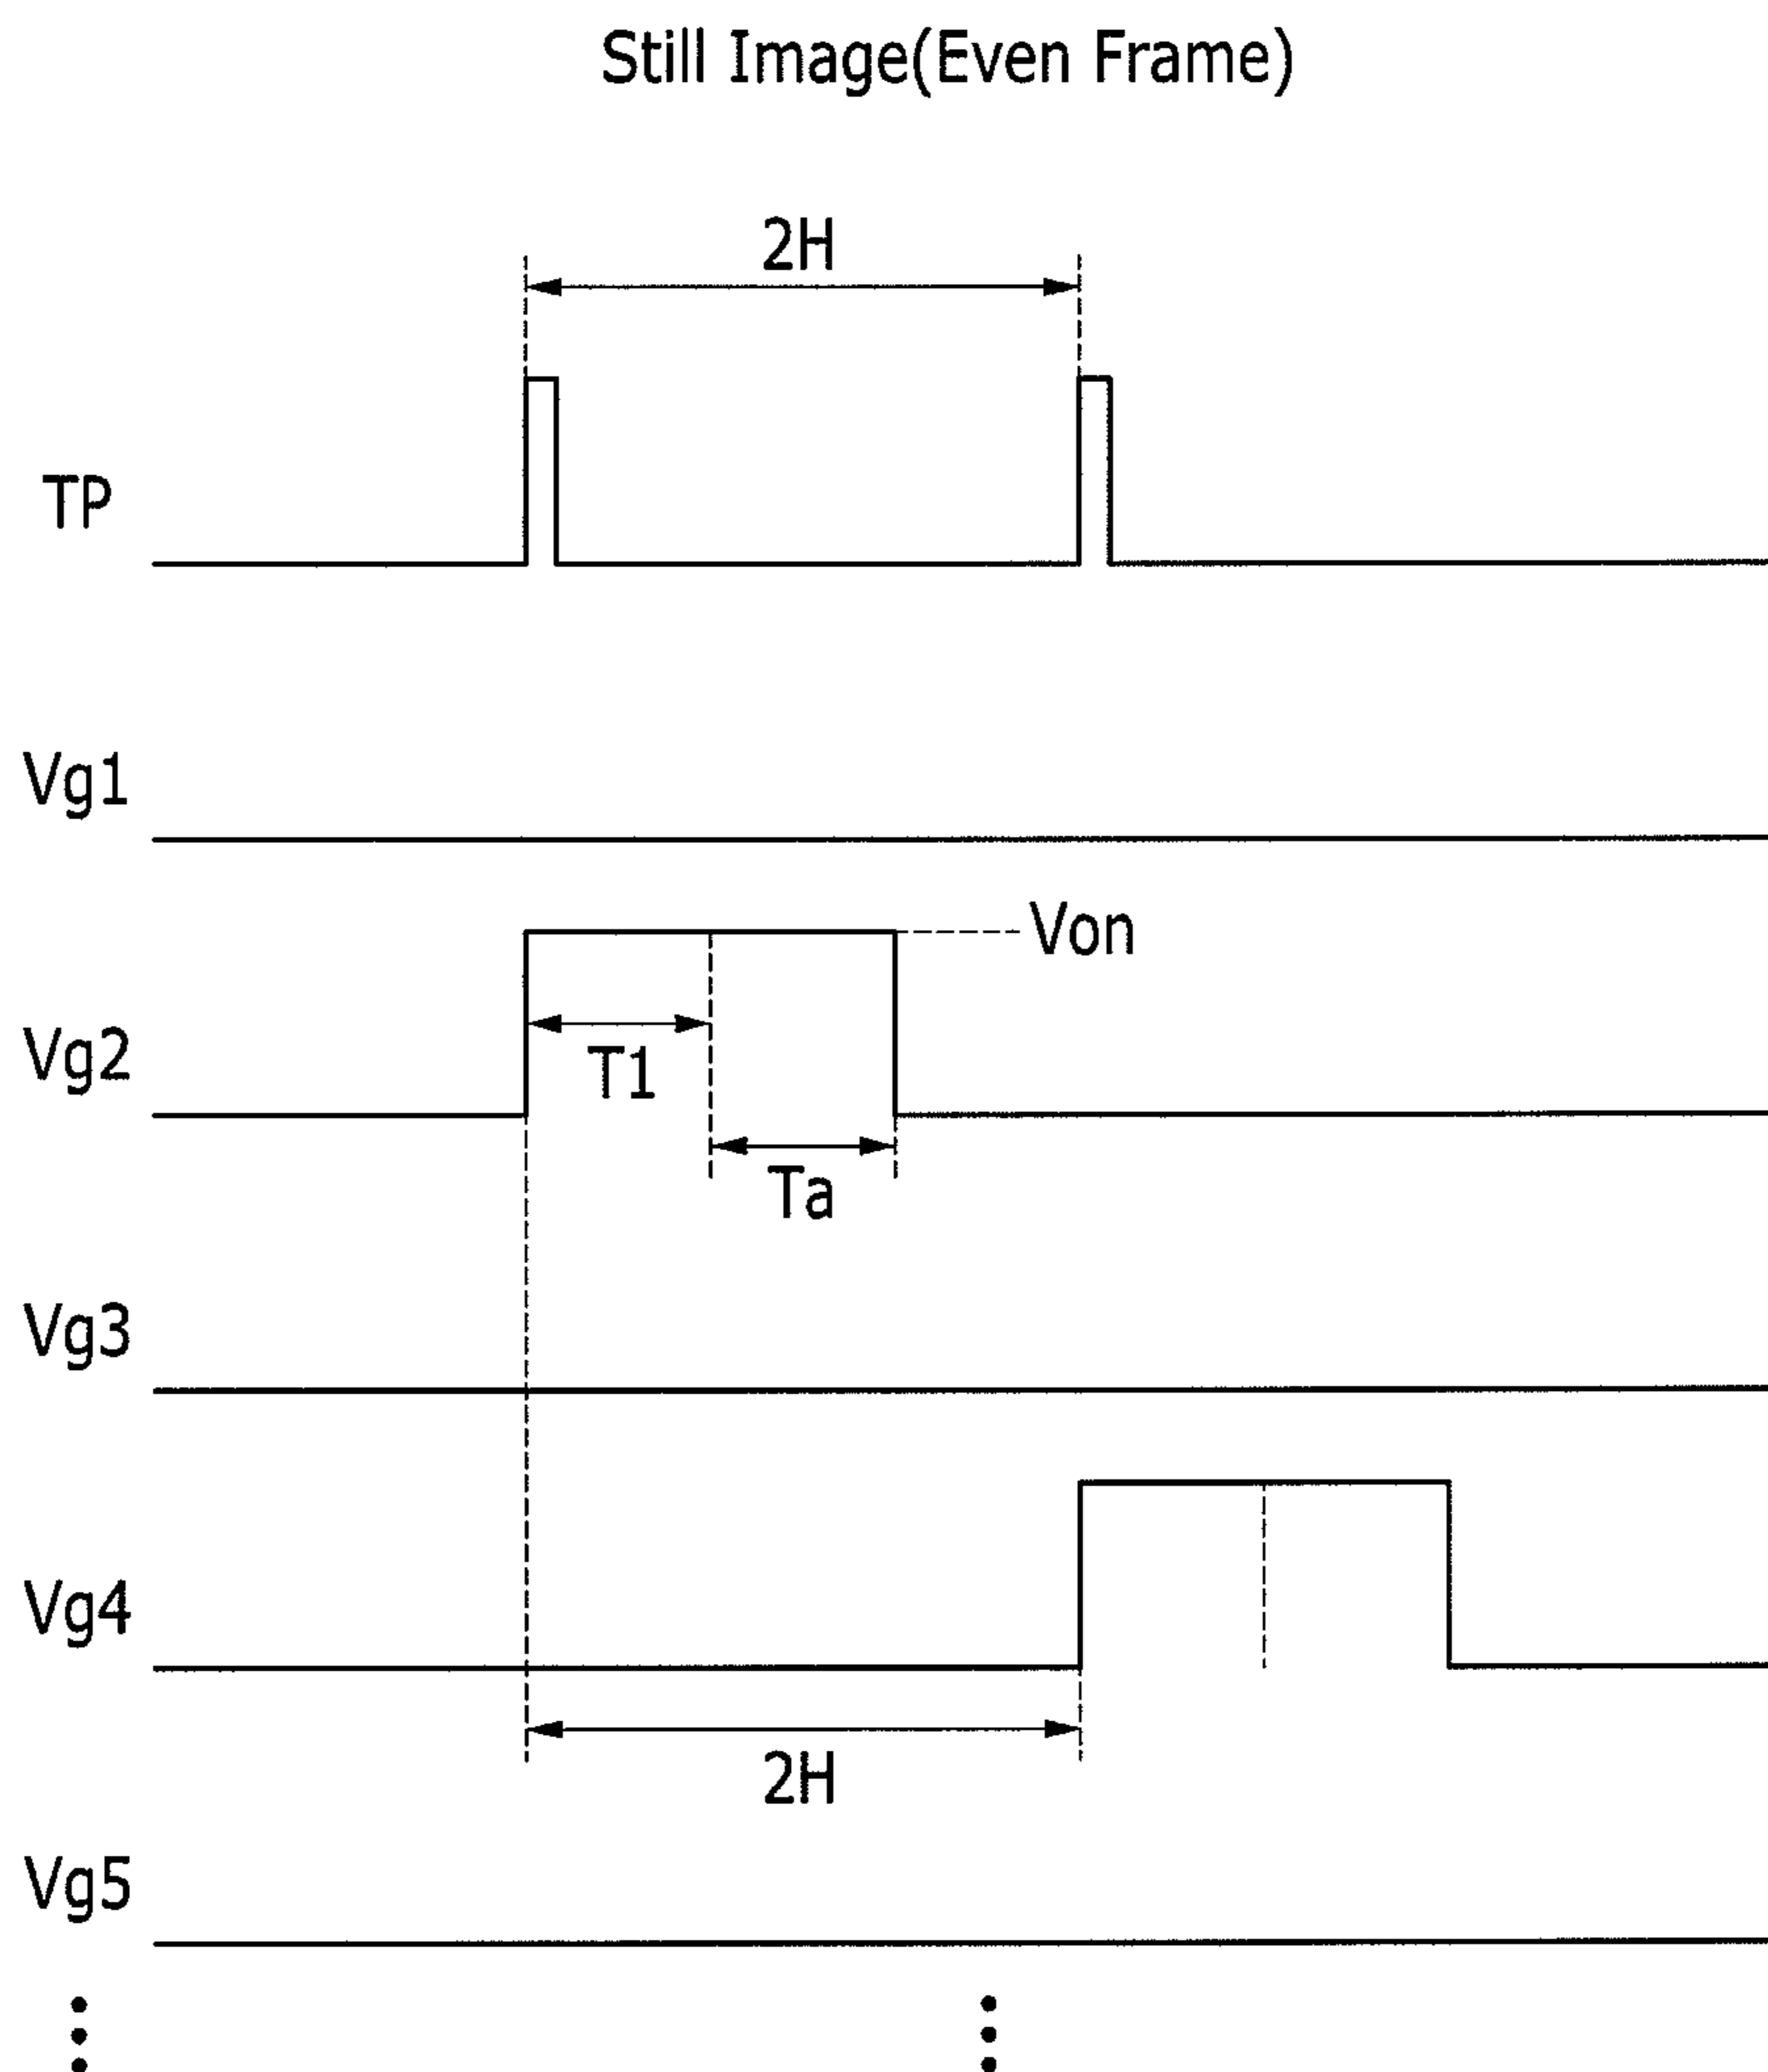 Still Image(Even Frame)
2H
TP
Vg1
Von
Vg2
T1
Ta
Vg3
Vg4
2H
Vg5